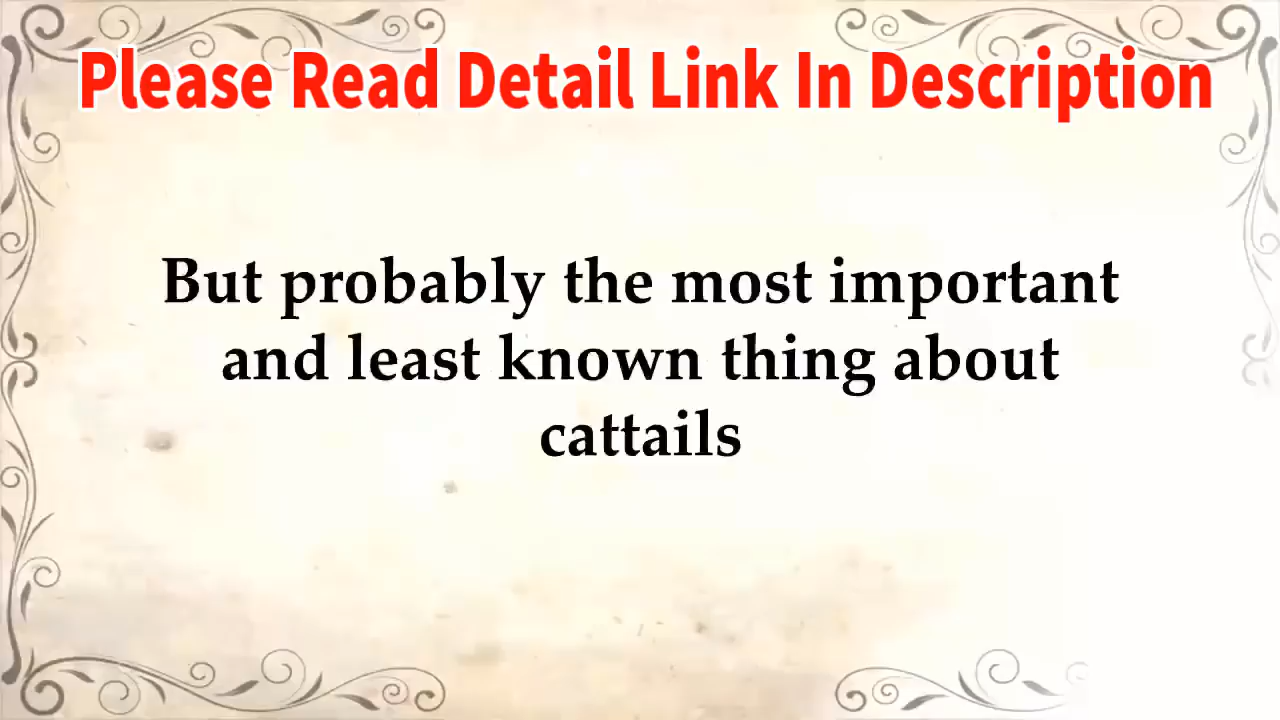 Please Read Detail Link In Description
But probably the most important
and least known thing about
cattails